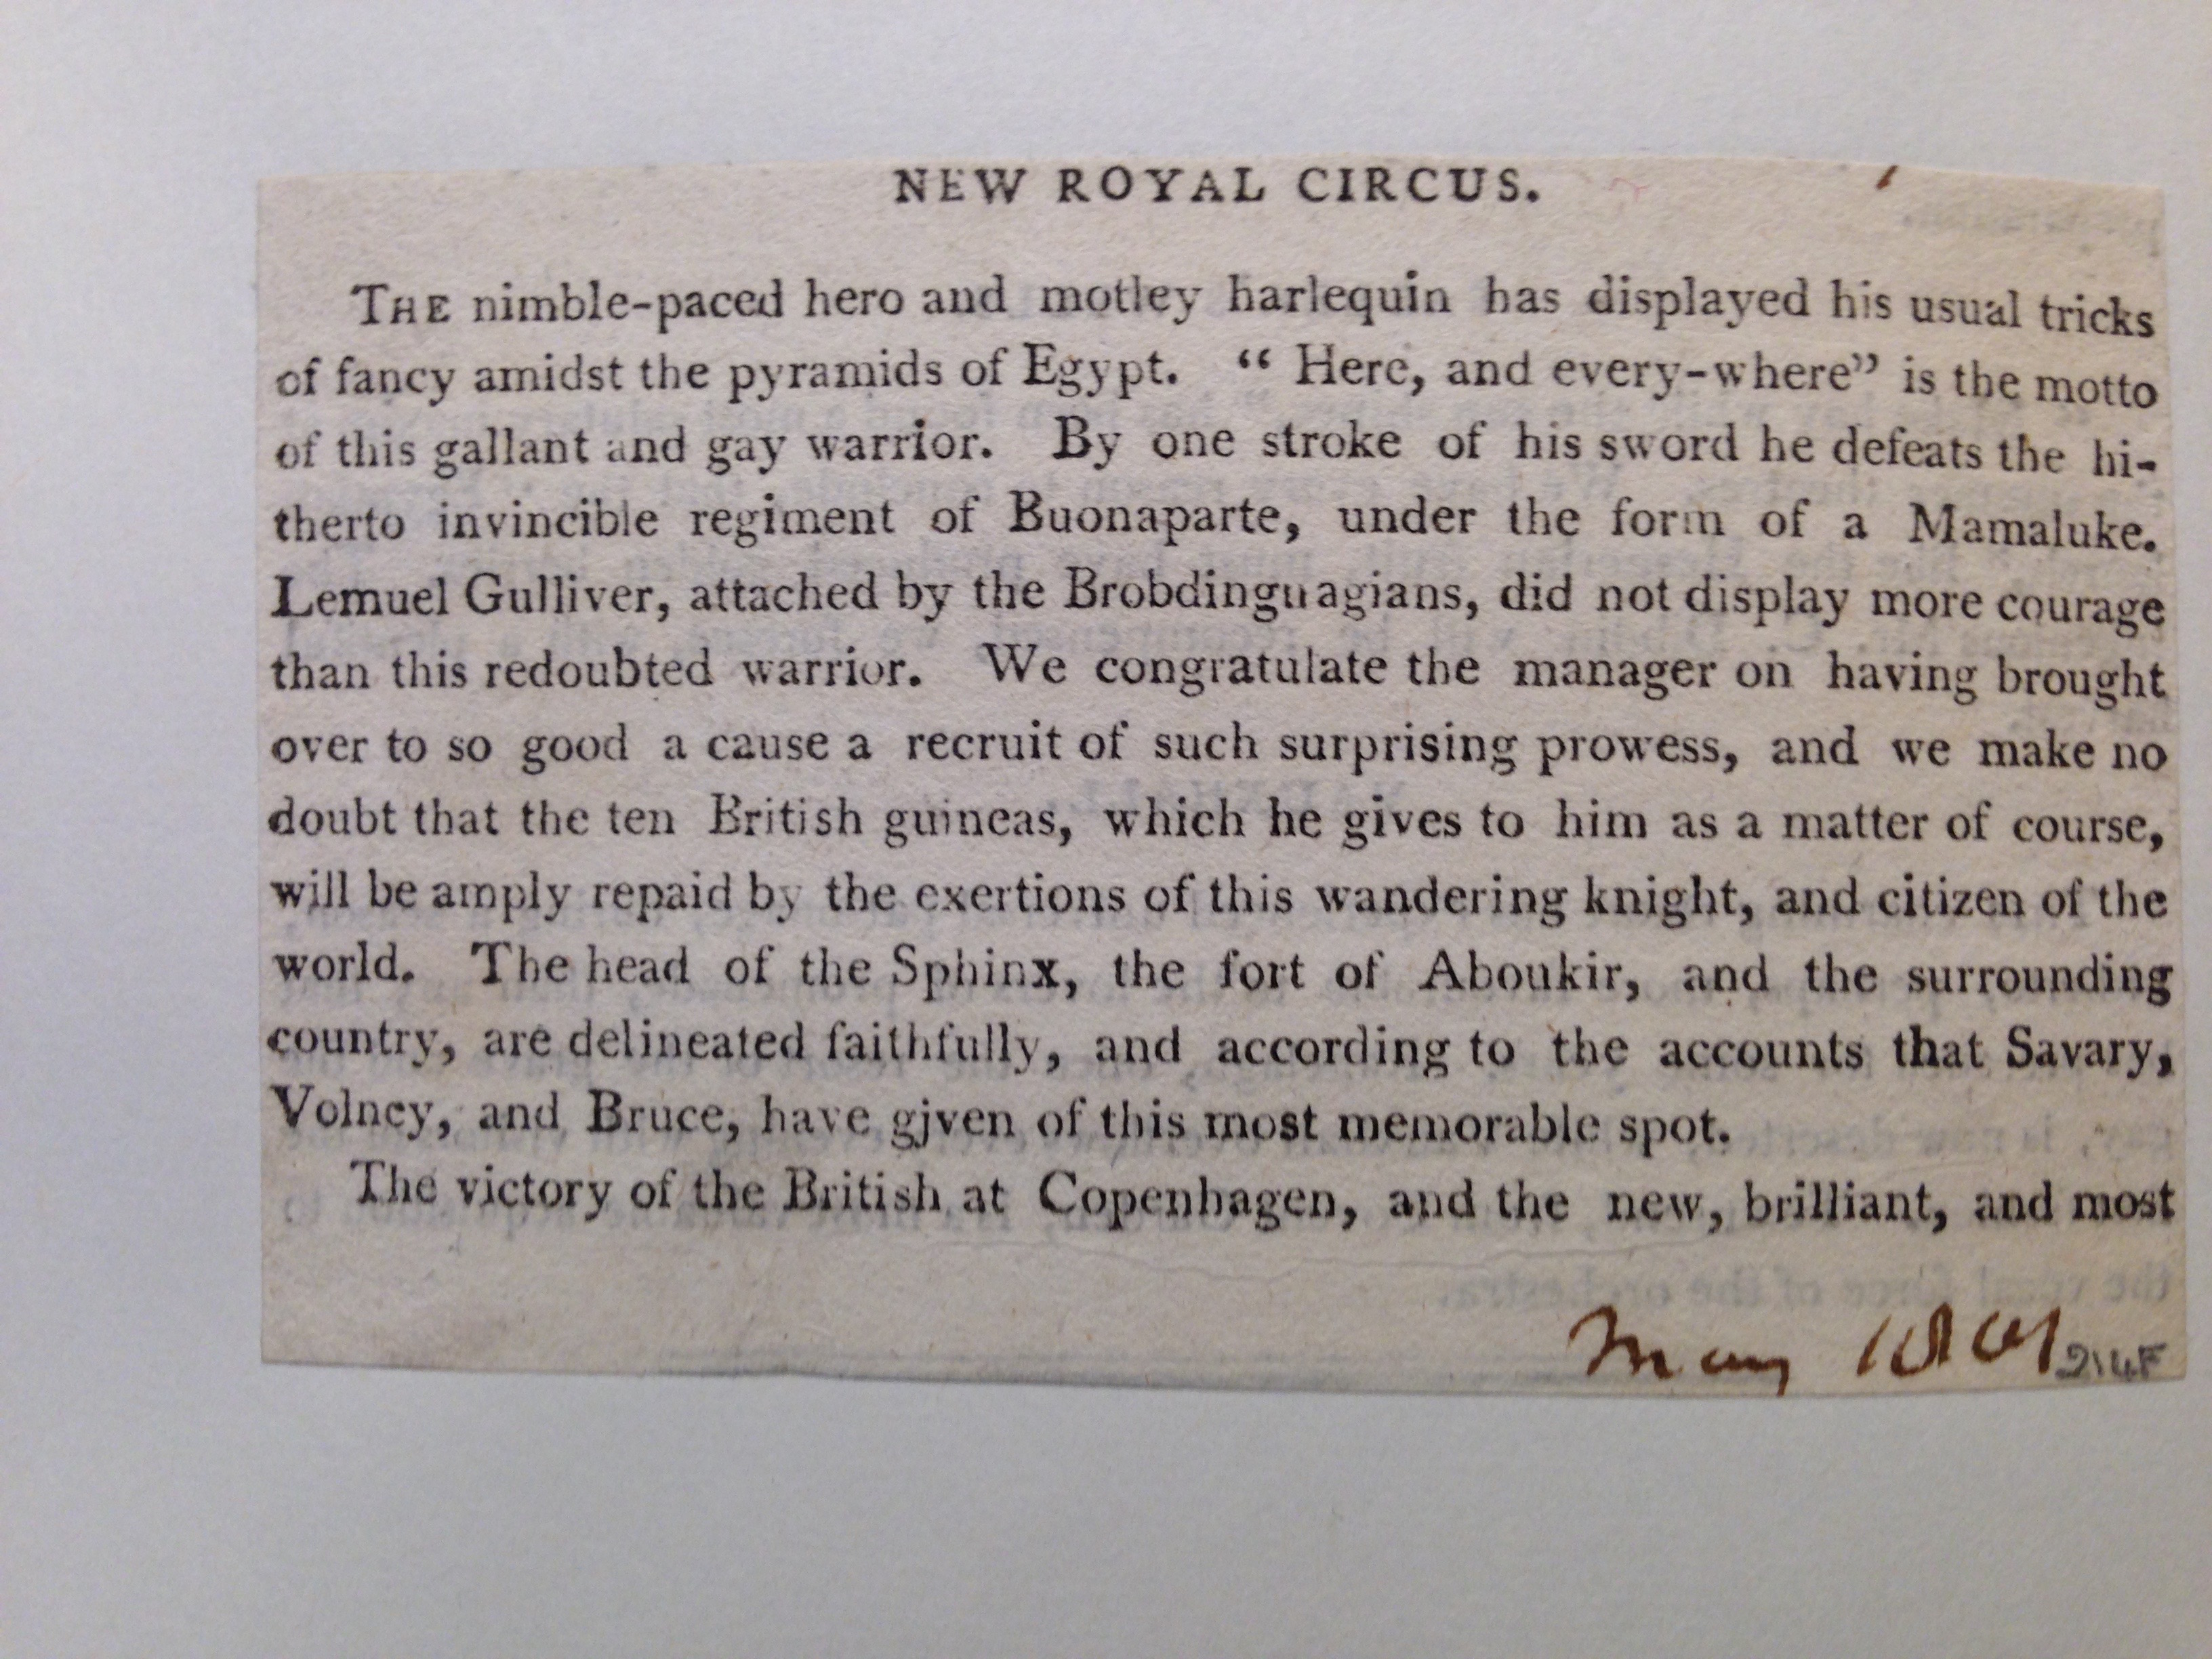 NEW ROYAL CIRCUS.
THE nimble-paced hero and motley harlequin has displayed his usual tricks
of fancy amidst the pyramids of Egypt. “ Here, and every-where” is the motto
of this gallant and gay warrior. By one stroke of his sword he defeats the hi-
therto invincible regiment of Buonaparte, under the form of a Mamaluke.
Lemuel Gulliver, attached by the Brobdingnagians, did not display more courage
than this redoubted warrior. We congratulate the manager on having brought
over to so good a cause a recruit of such surprising prowess, and we make no
doubt that the ten British guineas, which he gives to him as a matter of course,
will be amply repaid by the exertions of this wandering knight, and citizen of the
world. The head of the Sphinx, the fort of Aboukir, and the surrounding
country, are delineated faithfully, and according to the accounts that Savary,
Volney, and Bruce, have gjven of this most memorable spot.
The victory of the British at Copenhagen, and the new, brilliant, and most
May 1801
214F